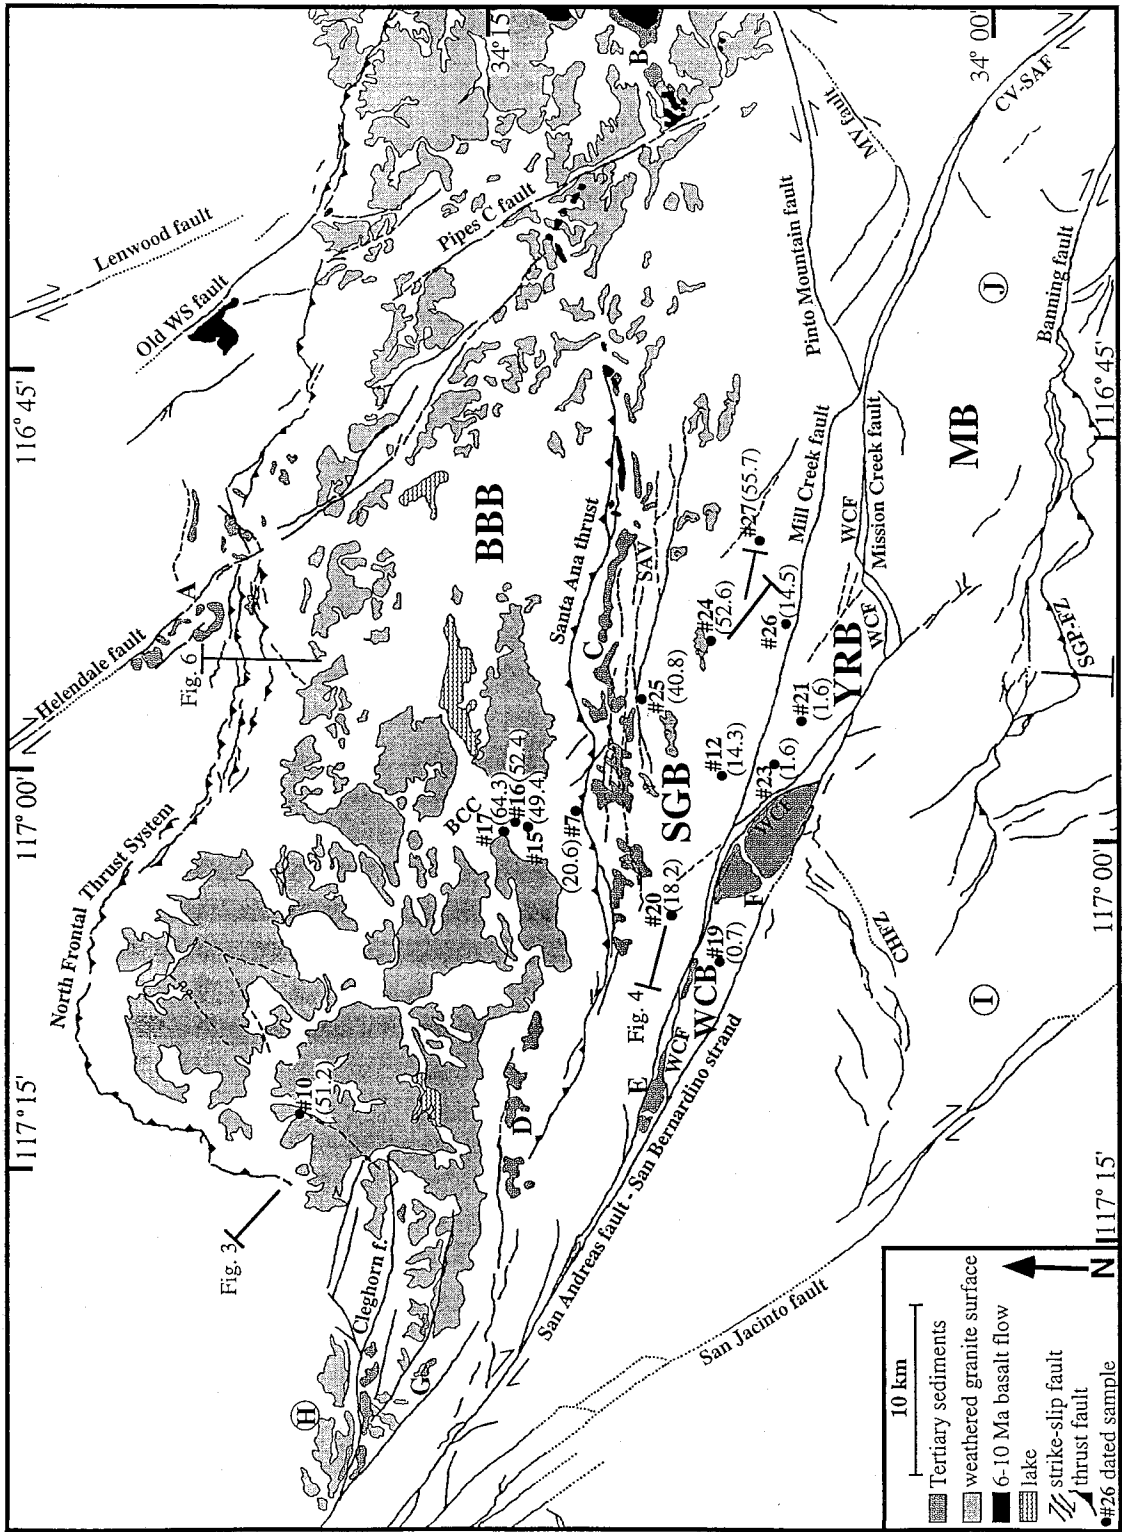 117°15'
117°00'
116°45'
34°15'
34°00'
North Frontal Thrust System
Helendale fault
Old WS fault
Lenwood fault
Pipes C fault
Fig. 3
Fig. 6
A
B
Cleghorn f.
#10
(51.2)
H
G
BBB
BCC
#17
(64.3)
#16(52.4)
#15
(49.4)
(20.6)#7
Santa Ana thrust
C
SAV
D
SGB
#25
(40.8)
#24
(52.6)
#27(55.7)
#12
(14.3)
#26
(14.5)
#20
(18.2)
Fig. 4
E
WCF
WCB
#19
(0.7)
F
WCF
#23
(1.6)
#21
(1.6)
YRB
WCF
WCF
Mill Creek fault
Mission Creek fault
Pinto Mountain fault
MV fault
CV-SAF
MB
J
Banning fault
SGP.FZ
CHFZ
I
San Andreas fault - San Bernardino strand
San Jacinto fault
117°15'
117°00'
116°45'
10 km
Tertiary sediments
weathered granite surface
6-10 Ma basalt flow
lake
strike-slip fault
thrust fault
#26 dated sample
N